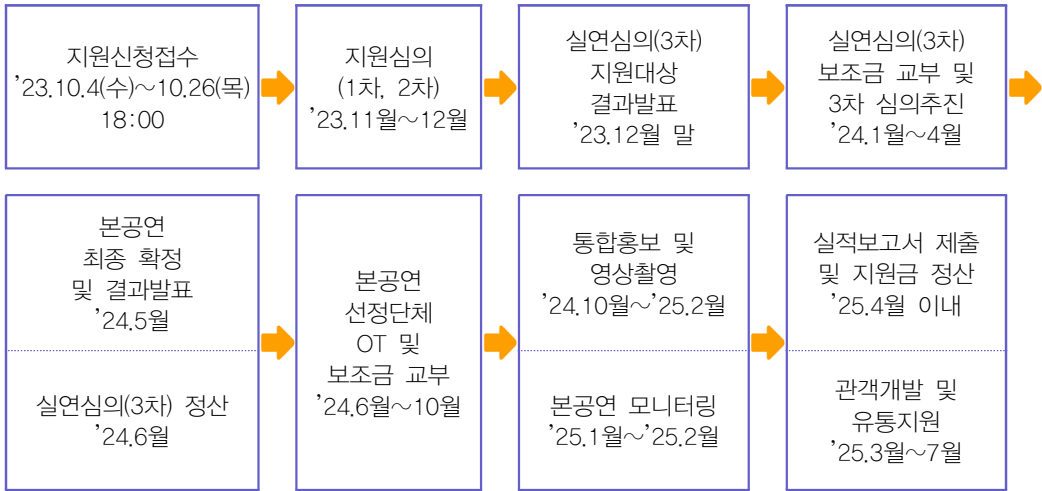 지원신청접수
’23.10.4(수)～10.26(목)
18:00
지원심의
(1차, 2차)
’23.11월～12월
실연심의(3차)
지원대상
결과발표
’23.12월 말
실연심의(3차)
보조금 교부 및
3차 심의추진
’24.1월～4월
본공연
최종 확정
및 결과발표
’24.5월
실연심의(3차) 정산
’24.6월
본공연
선정단체
OT 및
보조금 교부
’24.6월～10월
통합홍보 및
영상촬영
’24.10월～’25.2월
본공연 모니터링
’25.1월～’25.2월
실적보고서 제출
및 지원금 정산
’25.4월 이내
관객개발 및
유통지원
’25.3월～7월